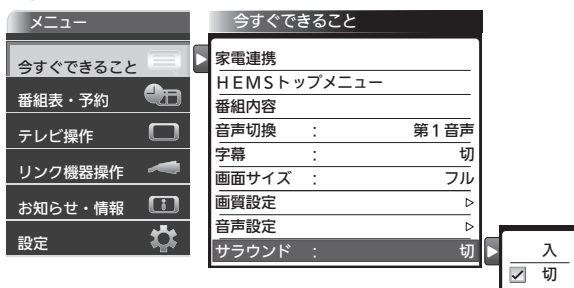 メニュー
今すぐできること
番組表・予約
テレビ操作
リンク機器操作
お知らせ・情報
設定
今すぐできること
家電連携
HEMSトップメニュー
番組内容
音声切換 : 第1音声
字幕 : 切
画面サイズ : フル
画質設定
音声設定
サラウンド : 切
入
切